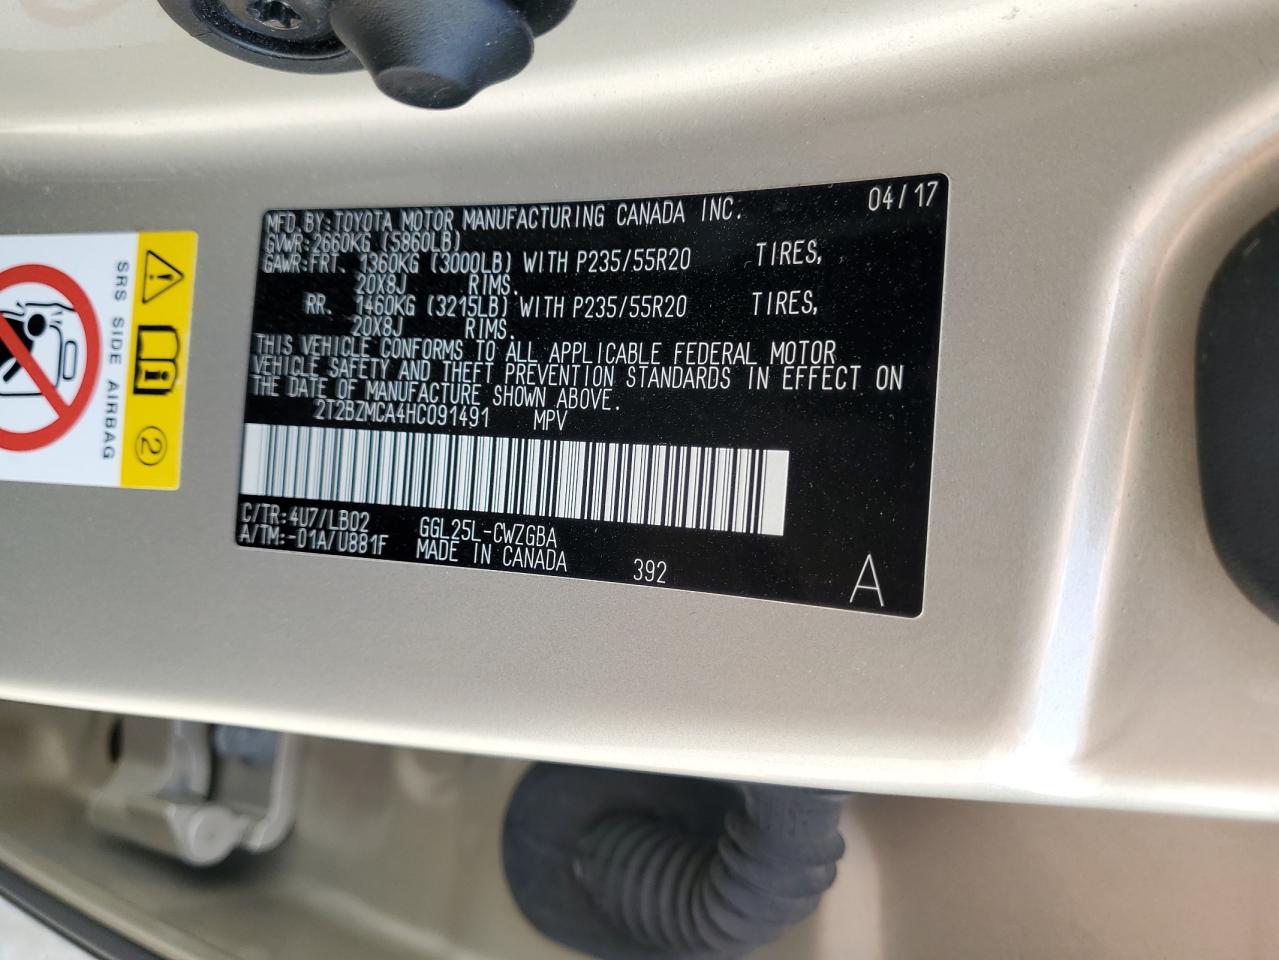 04/17
MFD. BY: TOYOTA MOTOR MANUFACTURING CANADA INC.
GVWR: 2660KG (5860LB)
GAWR: FRT. 1360KG (3000LB) WITH P235/55R20 TIRES,
20X8J RIMS.
RR. 1460KG (3215LB) WITH P235/55R20 TIRES,
20X8J RIMS.
THIS VEHICLE CONFORMS TO ALL APPLICABLE FEDERAL MOTOR
VEHICLE SAFETY AND THEFT PREVENTION STANDARDS IN EFFECT ON
THE DATE OF MANUFACTURE SHOWN ABOVE.
2T2BZMCA4HC091491 MPV
C/TR: 4U7/LB02 GGL25L-CWZGBA
A/TM: -01A/U881F MADE IN CANADA 392
A
SRS SIDE AIRBAG
2